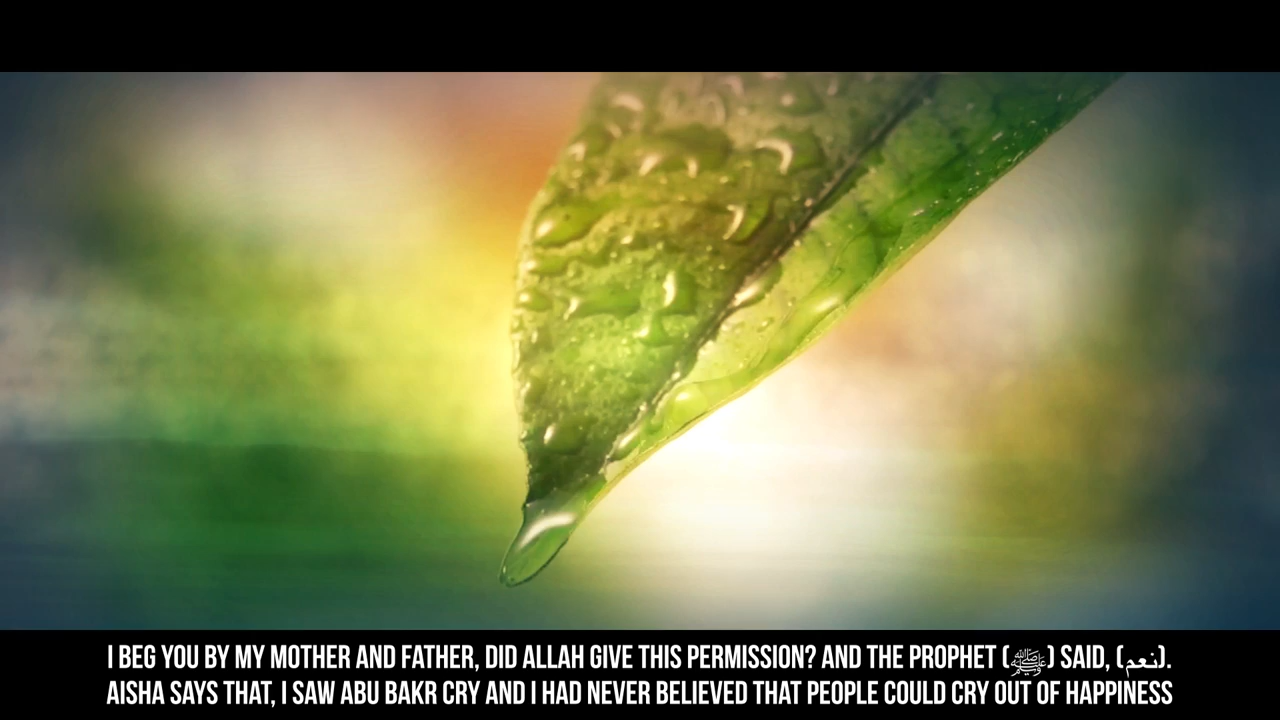 I BEG YOU BY MY MOTHER AND FATHER, DID ALLAH GIVE THIS PERMISSION? AND THE PROPHET (ﷺ) SAID, (نعم).
AISHA SAYS THAT, I SAW ABU BAKR CRY AND I HAD NEVER BELIEVED THAT PEOPLE COULD CRY OUT OF HAPPINESS